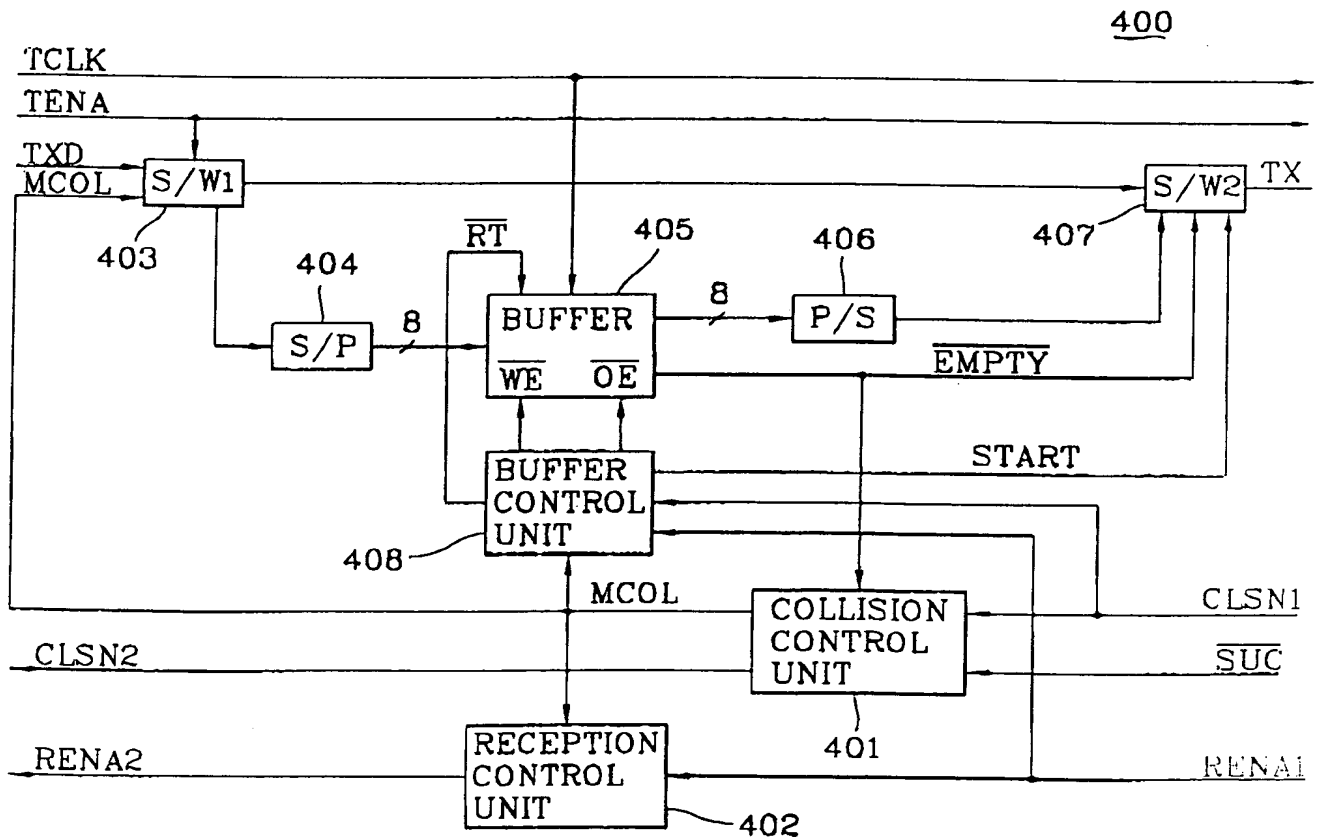 400
TCLK
TENA
TXD
MCOL
S/W1
403
S/W2
TX
407
RT
405
406
404
8
8
S/P
BUFFER
WE OE
P/S
EMPTY
START
BUFFER
CONTROL
UNIT
408
MCOL
COLLISION
CONTROL
UNIT
401
CLSN1
SUC
CLSN2
RENA2
RECEPTION
CONTROL
UNIT
402
RENA1